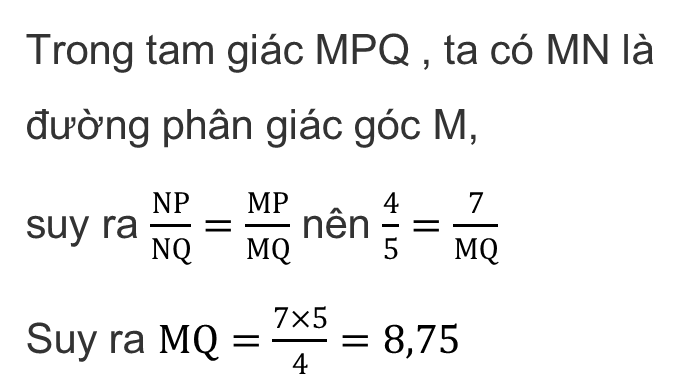 Trong tam giác MPQ , ta có MN là
đường phân giác góc M,
suy ra NP/NQ = MP/MQ nên 4/5 = 7/MQ
Suy ra MQ = 7×5/4 = 8,75